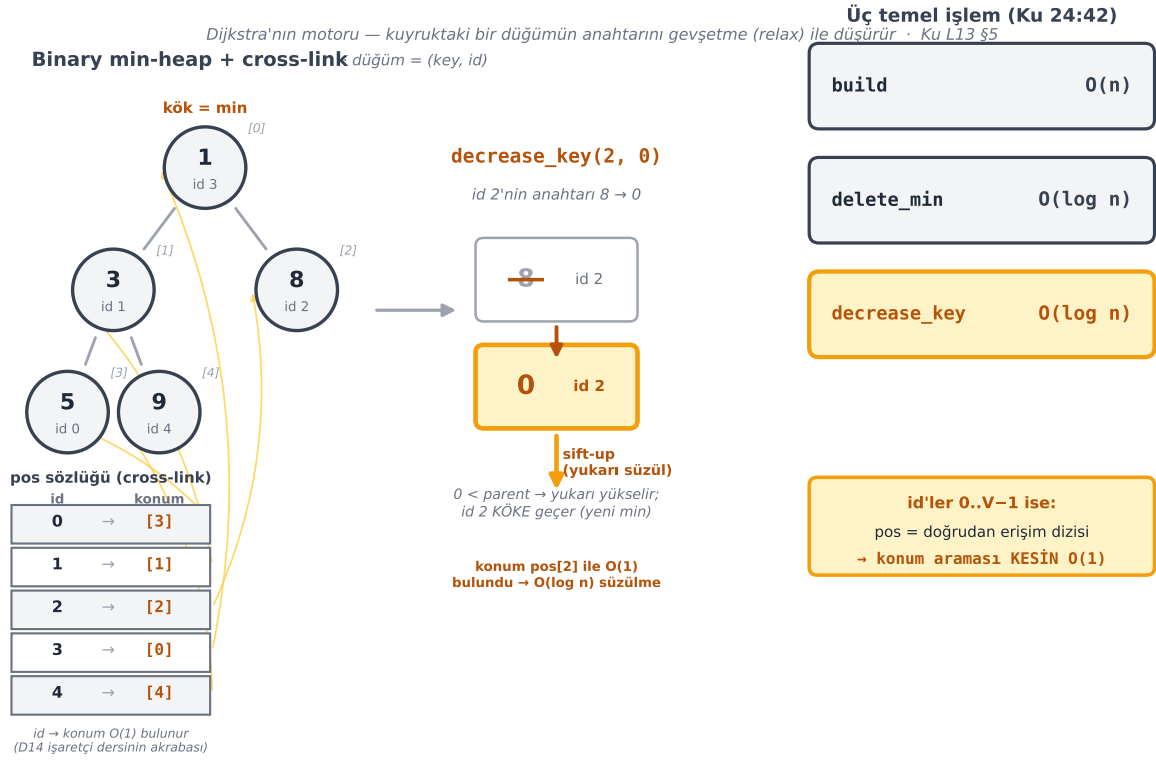 Üç temel işlem (Ku 24:42)
Dijkstra'nın motoru — kuyruktaki bir düğümün anahtarını gevşetme (relax) ile düşürür · Ku L13 §5
Binary min-heap + cross-link
düğüm = (key, id)
kök = min
[0]
1
id 3
[1]
3
id 1
[2]
8
id 2
[3]
5
id 0
[4]
9
id 4
pos sözlüğü (cross-link)
id konum
0 → [3]
1 → [1]
2 → [2]
3 → [0]
4 → [4]
id → konum O(1) bulunur
(D14 işaretçi dersinin akrabası)
decrease_key(2, 0)
id 2'nin anahtarı 8 → 0
8 id 2
0 id 2
sift-up
(yukarı süzül)
0 < parent → yukarı yükselir;
id 2 KÖKE geçer (yeni min)
konum pos[2] ile O(1)
bulundu → O(log n) süzülme
build O(n)
delete_min O(log n)
decrease_key O(log n)
id'ler 0..V−1 ise:
pos = doğrudan erişim dizisi
→ konum araması KESİN O(1)